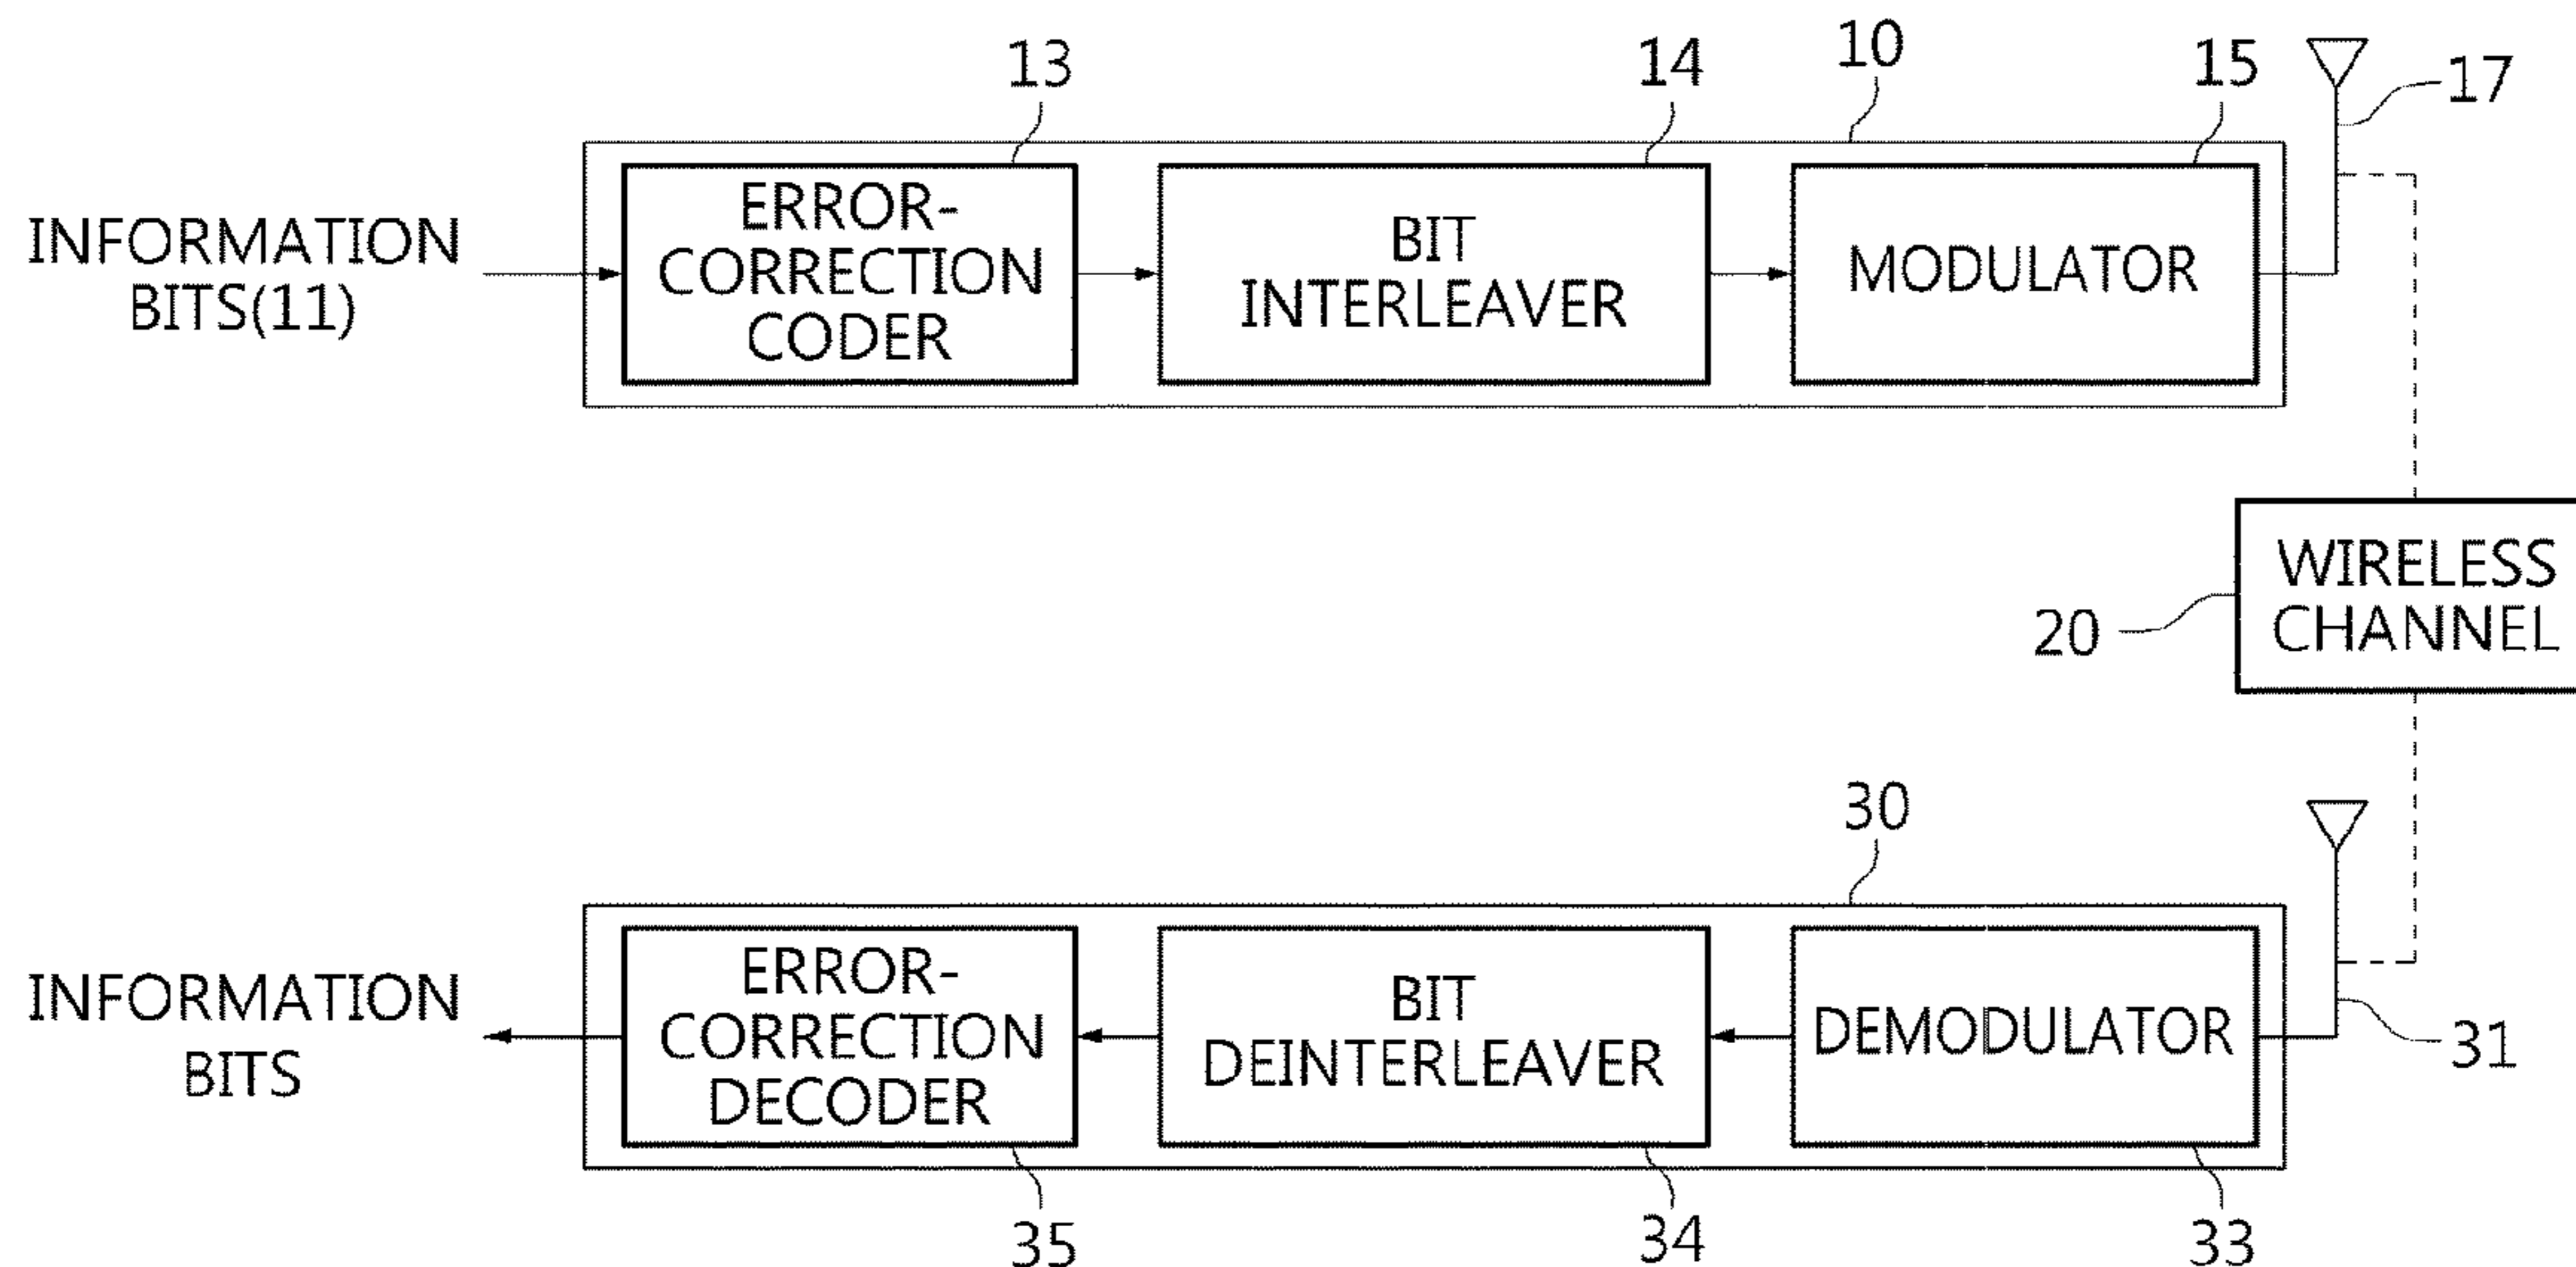 13
14
10
15
17
INFORMATION
BITS(11)
ERROR-
CORRECTION
CODER
BIT
INTERLEAVER
MODULATOR
WIRELESS
CHANNEL
20
30
INFORMATION
BITS
ERROR-
CORRECTION
DECODER
BIT
DEINTERLEAVER
DEMODULATOR
31
35
34
33